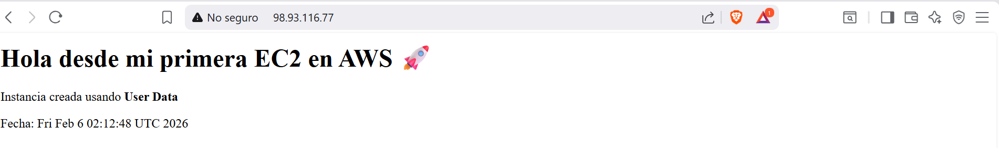 No seguro 98.93.116.77
1
Hola desde mi primera EC2 en AWS 🚀
Instancia creada usando User Data
Fecha: Fri Feb 6 02:12:48 UTC 2026